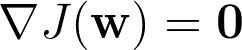 ∇J(𝐰) = 𝟎